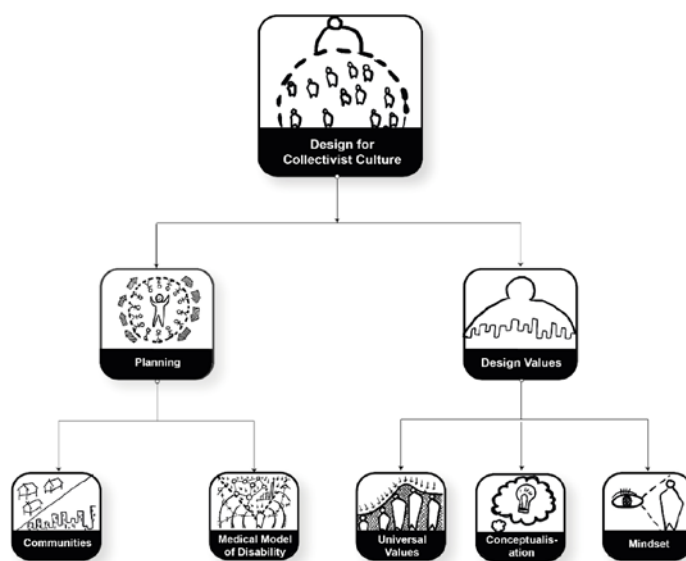 Design for
Collectivist Culture
Planning
Design Values
Communities
Medical Model
of Disability
Universal
Values
Conceptualis-
ation
Mindset